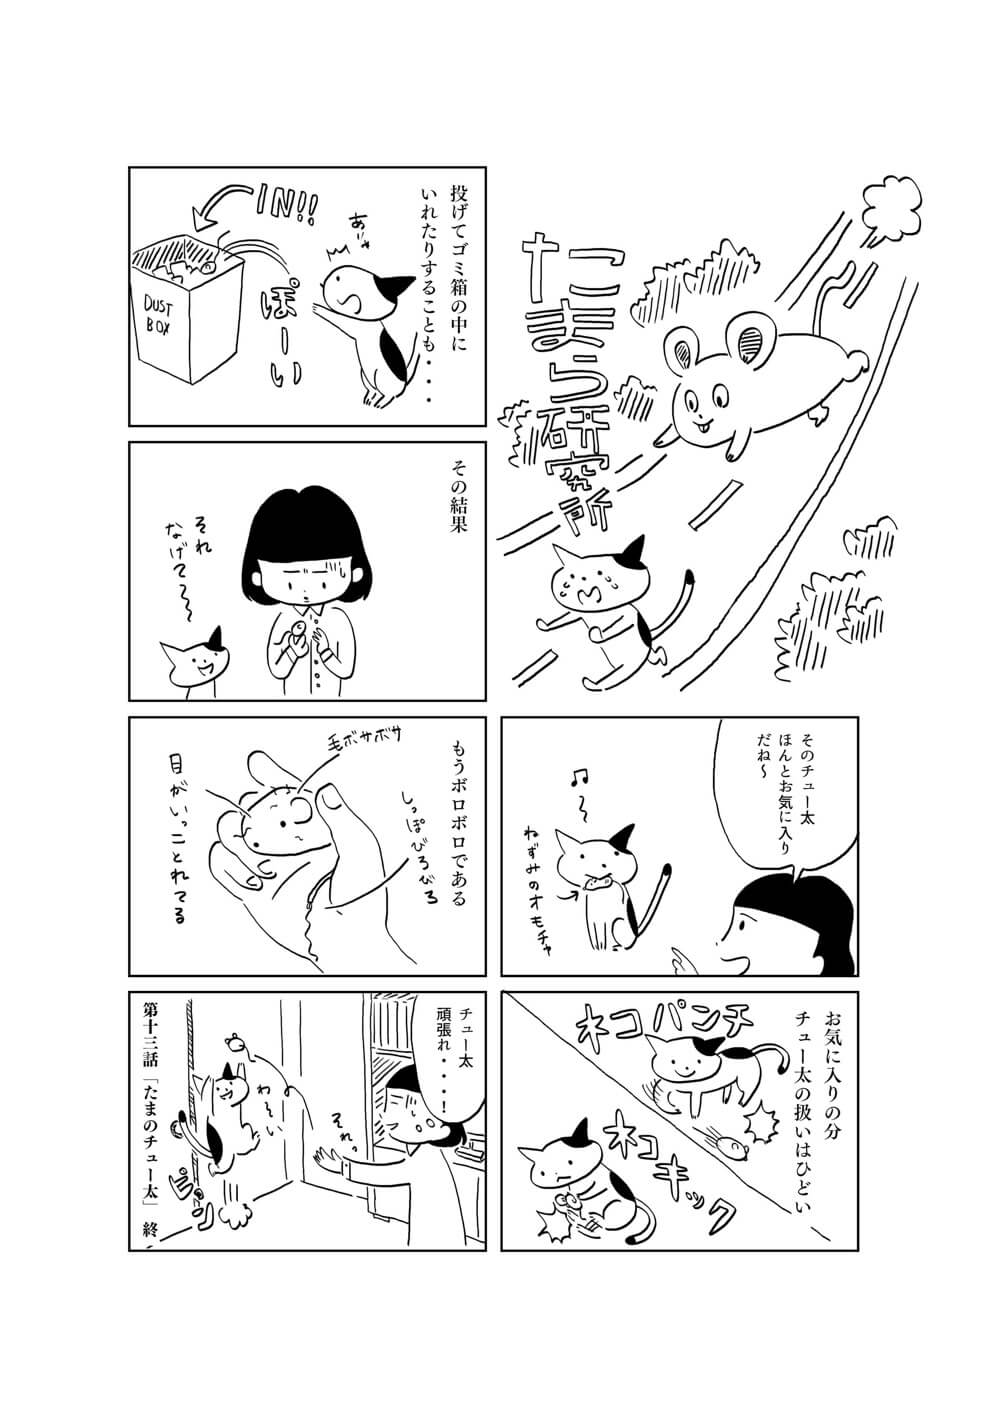 たまら研究所
そのチュー太
ほんとお気に入り
だね〜
ねずみのオモチャ
お気に入りの分
チュー太の扱いはひどい
ネコパンチ
ネコキック
投げてゴミ箱の中に
いれたりすることも・・・・
あいゃ
IN!!
ぽーい
DUST
BOX
その結果
それ
なげて〜〜
もうボロボロである
毛ボサボサ
しっぽびろびろ
目がいっことれてる
チュー太
頑張れ・・・・!
それっ
わーい
ピョン
第十三話「たまのチュー太」 終